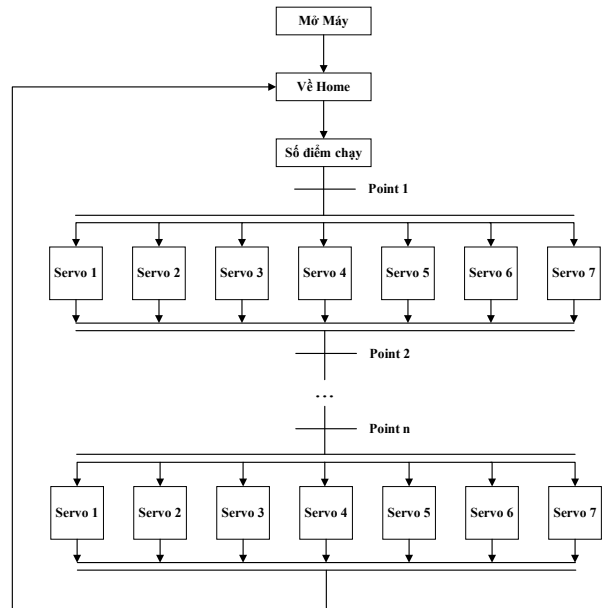 Mở Máy
Về Home
Số điểm chạy
Point 1
Servo 1 Servo 2 Servo 3 Servo 4 Servo 5 Servo 6 Servo 7
Point 2
...
Point n
Servo 1 Servo 2 Servo 3 Servo 4 Servo 5 Servo 6 Servo 7